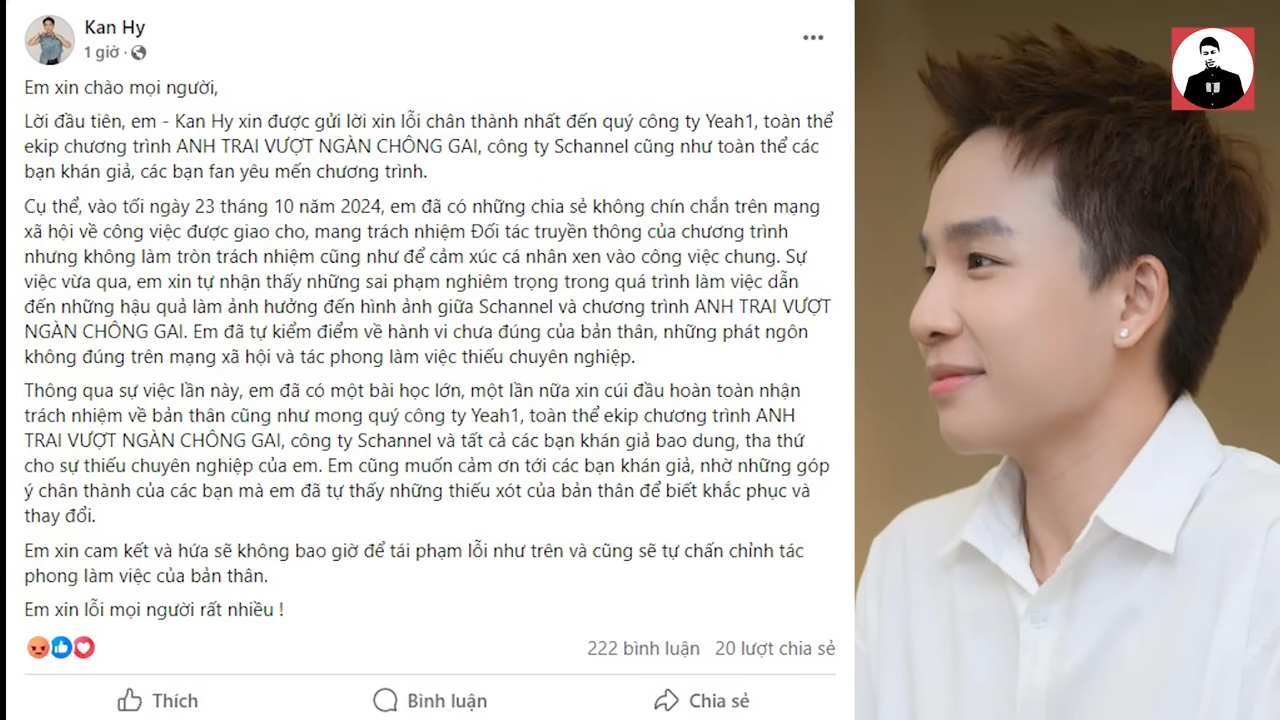 Kan Hy
1 giờ ·
Em xin chào mọi người,
Lời đầu tiên, em - Kan Hy xin được gửi lời xin lỗi chân thành nhất đến quý công ty Yeah1, toàn thể
ekip chương trình ANH TRAI VƯỢT NGÀN CHÔNG GAI, công ty Schannel cũng như toàn thể các
bạn khán giả, các bạn fan yêu mến chương trình.
Cụ thể, vào tối ngày 23 tháng 10 năm 2024, em đã có những chia sẻ không chín chắn trên mạng
xã hội về công việc được giao cho, mang trách nhiệm Đối tác truyền thông của chương trình
nhưng không làm tròn trách nhiệm cũng như để cảm xúc cá nhân xen vào công việc chung. Sự
việc vừa qua, em xin tự nhận thấy những sai phạm nghiêm trọng trong quá trình làm việc dẫn
đến những hậu quả làm ảnh hưởng đến hình ảnh giữa Schannel và chương trình ANH TRAI VƯỢT
NGÀN CHÔNG GAI. Em đã tự kiểm điểm về hành vi chưa đúng của bản thân, những phát ngôn
không đúng trên mạng xã hội và tác phong làm việc thiếu chuyên nghiệp.
Thông qua sự việc lần này, em đã có một bài học lớn, một lần nữa xin cúi đầu hoàn toàn nhận
trách nhiệm về bản thân cũng như mong quý công ty Yeah1, toàn thể ekip chương trình ANH
TRAI VƯỢT NGÀN CHÔNG GAI, công ty Schannel và tất cả các bạn khán giả bao dung, tha thứ
cho sự thiếu chuyên nghiệp của em. Em cũng muốn cảm ơn tới các bạn khán giả, nhờ những góp
ý chân thành của các bạn mà em đã tự thấy những thiếu xót của bản thân để biết khắc phục và
thay đổi.
Em xin cam kết và hứa sẽ không bao giờ để tái phạm lỗi như trên và cũng sẽ tự chấn chỉnh tác
phong làm việc của bản thân.
Em xin lỗi mọi người rất nhiều !
222 bình luận 20 lượt chia sẻ
Thích Bình luận Chia sẻ